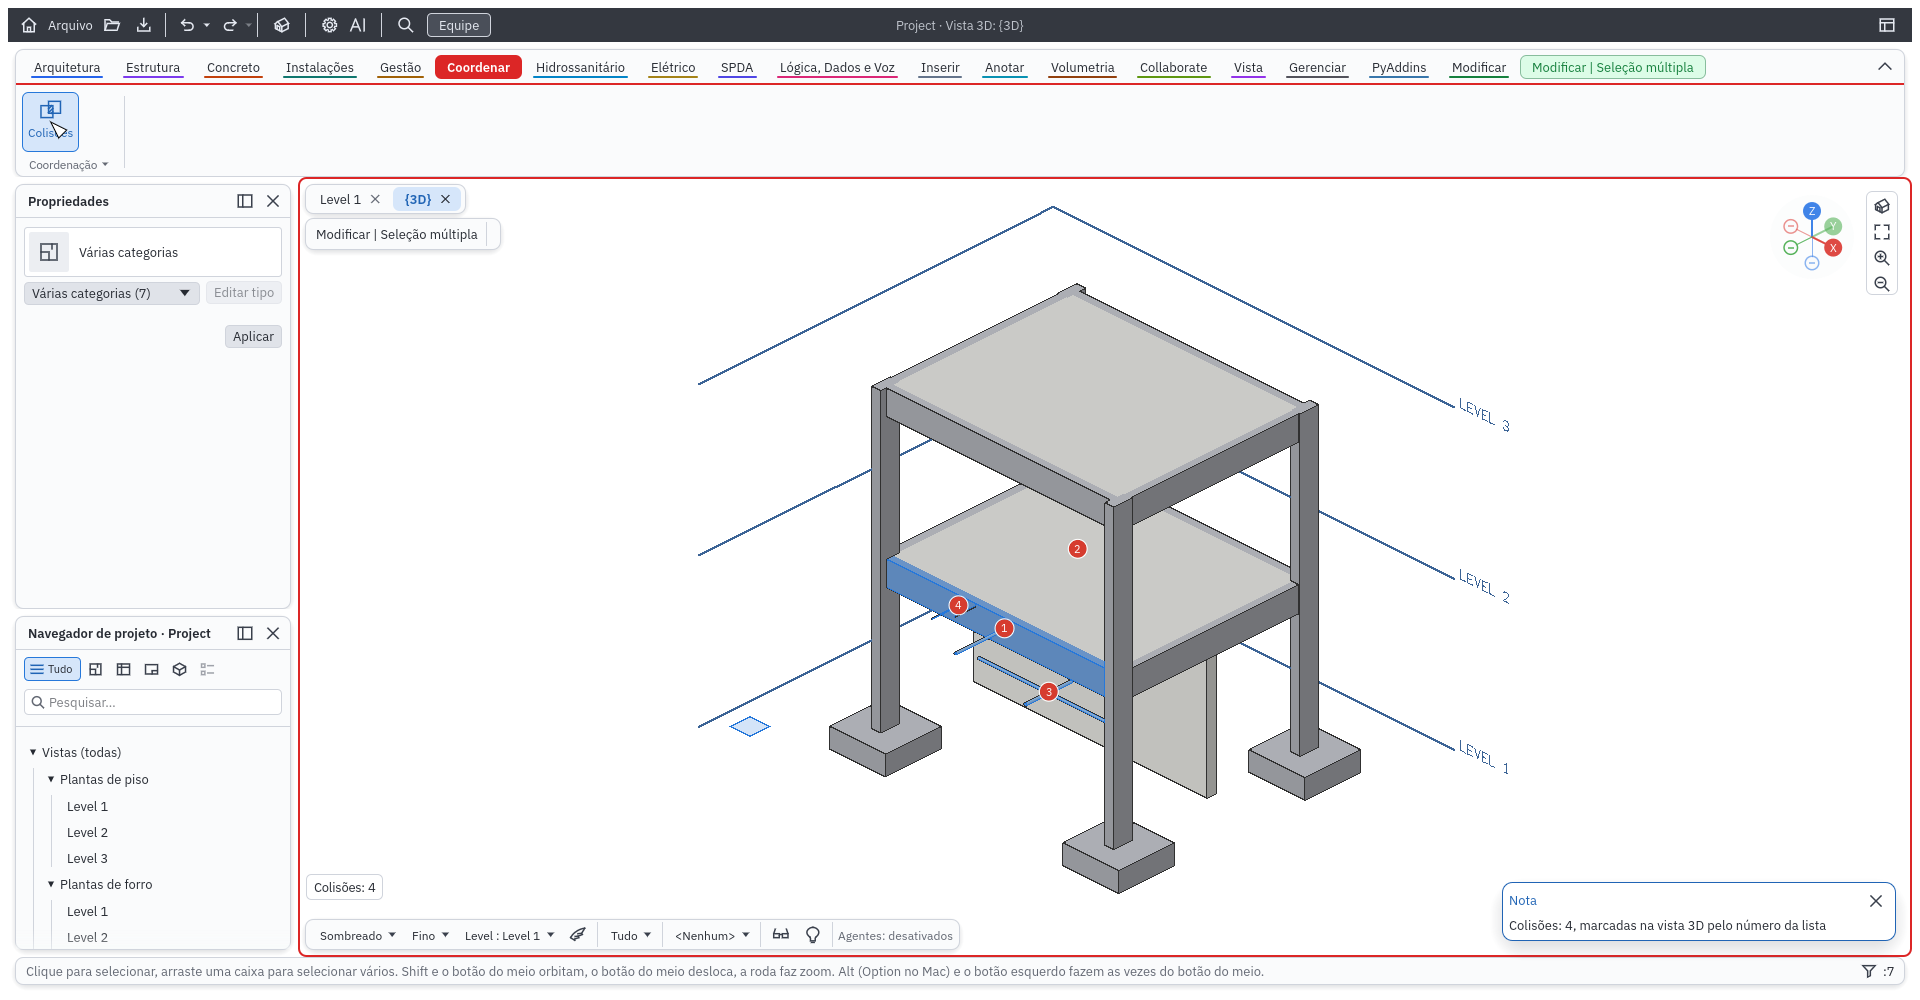 Arquivo
AI
Equipe
Project · Vista 3D: {3D}
Arquitetura
Estrutura
Concreto
Instalações
Gestão
Coordenar
Hidrossanitário
Elétrico
SPDA
Lógica, Dados e Voz
Inserir
Anotar
Volumetria
Collaborate
Vista
Gerenciar
PyAddins
Modificar
Modificar | Seleção múltipla
Coordenação
Propriedades
Várias categorias
Várias categorias (7)
Editar tipo
Aplicar
Navegador de projeto · Project
Tudo
Pesquisar...
Vistas (todas)
Plantas de piso
Level 1
Level 2
Level 3
Plantas de forro
Level 1
Level 2
Level 1
{3D}
Modificar | Seleção múltipla
Z
Y
X
LEVEL 3
2
LEVEL 2
4
1
3
LEVEL 1
Colisões: 4
Nota
Colisões: 4, marcadas na vista 3D pelo número da lista
Sombreado
Fino
Level : Level 1
Tudo
<Nenhum>
Agentes: desativados
Clique para selecionar, arraste uma caixa para selecionar vários. Shift e o botão do meio orbitam, o botão do meio desloca, a roda faz zoom. Alt (Option no Mac) e o botão esquerdo fazem as vezes do botão do meio.
:7